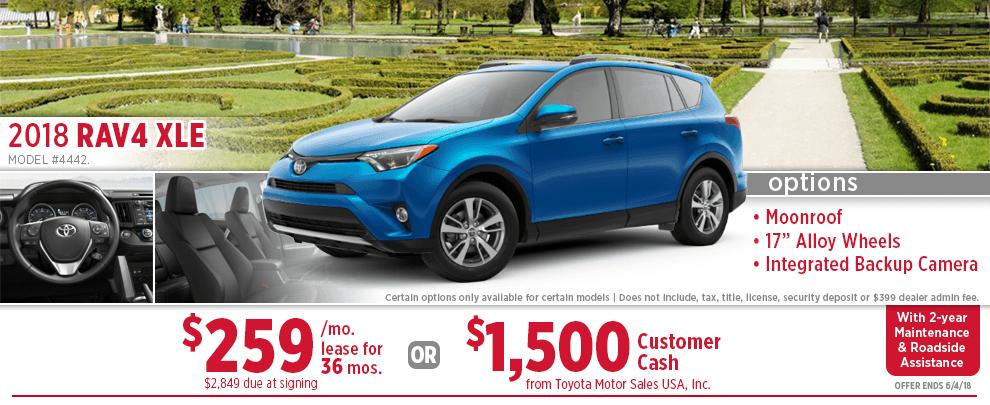 2018 RAV4 XLE
MODEL #4442.
options
• Moonroof
• 17” Alloy Wheels
• Integrated Backup Camera
Certain options only available for certain models | Does not include, tax, title, license, security deposit or $399 dealer admin fee.
$259 /mo.
lease for
36 mos.
$2,849 due at signing
OR
$1,500 Customer
Cash
from Toyota Motor Sales USA, Inc.
With 2-year
Maintenance
& Roadside
Assistance
OFFER ENDS 6/4/18